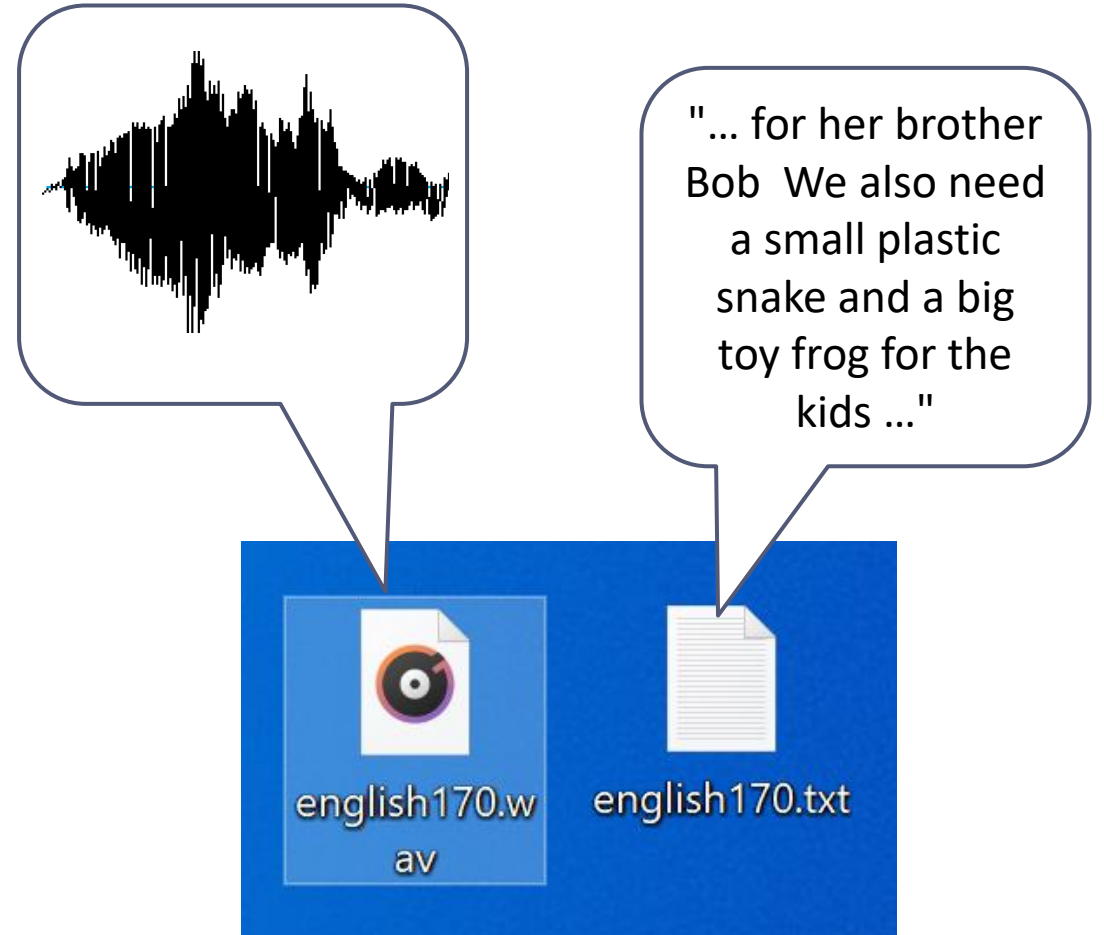 "… for her brother
Bob  We also need
a small plastic
snake and a big
toy frog for the
kids …"
english170.w
av
english170.txt